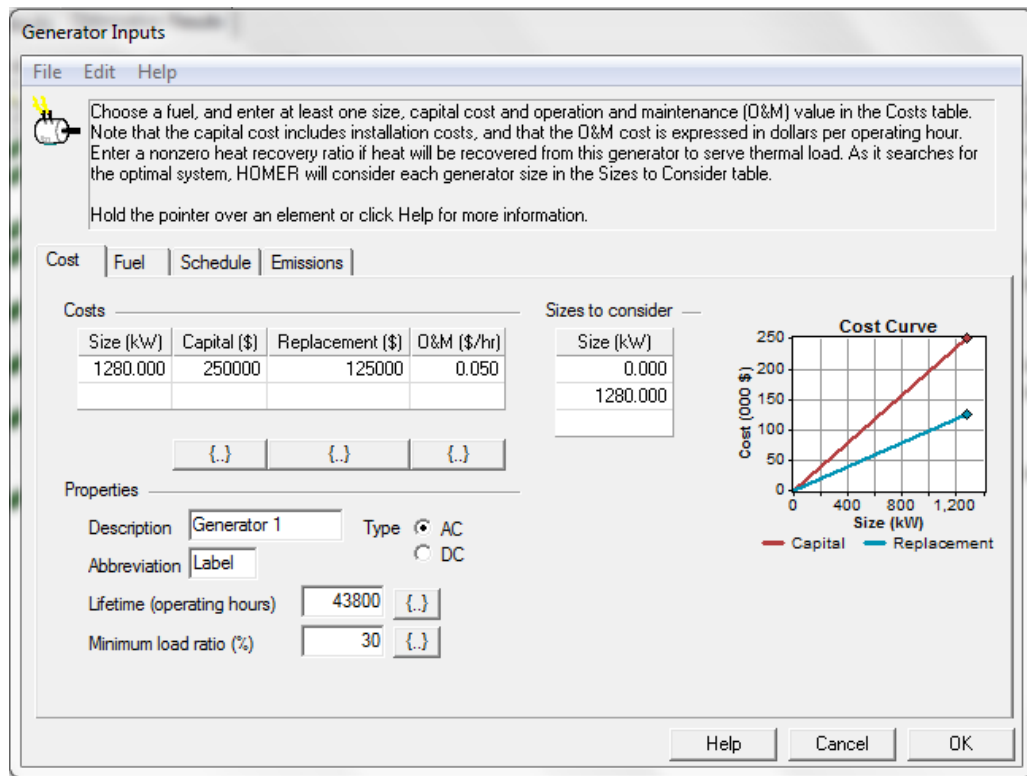 Generator Inputs
File Edit Help
Choose a fuel, and enter at least one size, capital cost and operation and maintenance (O&M) value in the Costs table.
Note that the capital cost includes installation costs, and that the O&M cost is expressed in dollars per operating hour.
Enter a nonzero heat recovery ratio if heat will be recovered from this generator to serve thermal load. As it searches for
the optimal system, HOMER will consider each generator size in the Sizes to Consider table.
Hold the pointer over an element or click Help for more information.
Cost Fuel Schedule Emissions
Costs
Size (kW) Capital ($) Replacement ($) O&M ($/hr)
1280.000 250000 125000 0.050
{..} {..} {..}
Sizes to consider
Size (kW)
0.000
1280.000
Cost Curve
Cost (000 $)
250
200
150
100
50
0
0 400 800 1,200
Size (kW)
Capital Replacement
Properties
Description Generator 1 Type AC
DC
Abbreviation Label
Lifetime (operating hours) 43800 {..}
Minimum load ratio (%) 30 {..}
Help Cancel OK